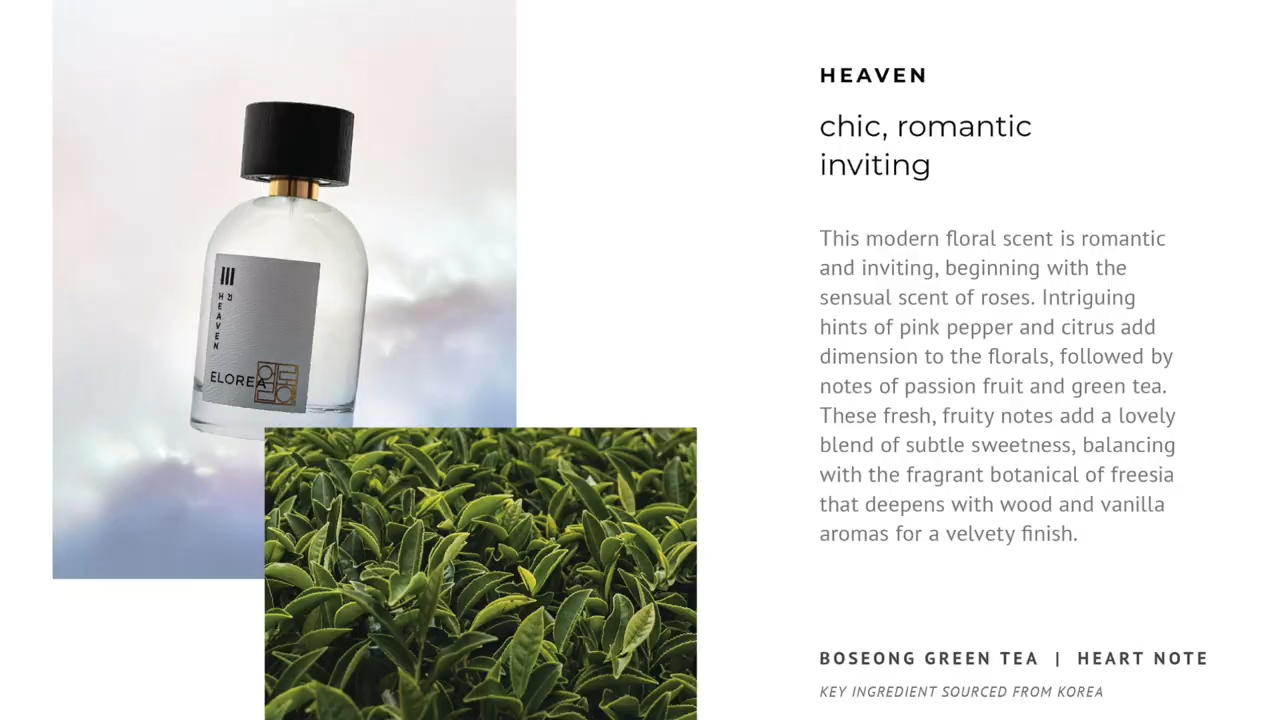 HEAVEN
chic, romantic
inviting
This modern floral scent is romantic
and inviting, beginning with the
sensual scent of roses. Intriguing
hints of pink pepper and citrus add
dimension to the florals, followed by
notes of passion fruit and green tea.
These fresh, fruity notes add a lovely
blend of subtle sweetness, balancing
with the fragrant botanical of freesia
that deepens with wood and vanilla
aromas for a velvety finish.
BOSEONG GREEN TEA | HEART NOTE
KEY INGREDIENT SOURCED FROM KOREA
HEAVEN
ELOREA